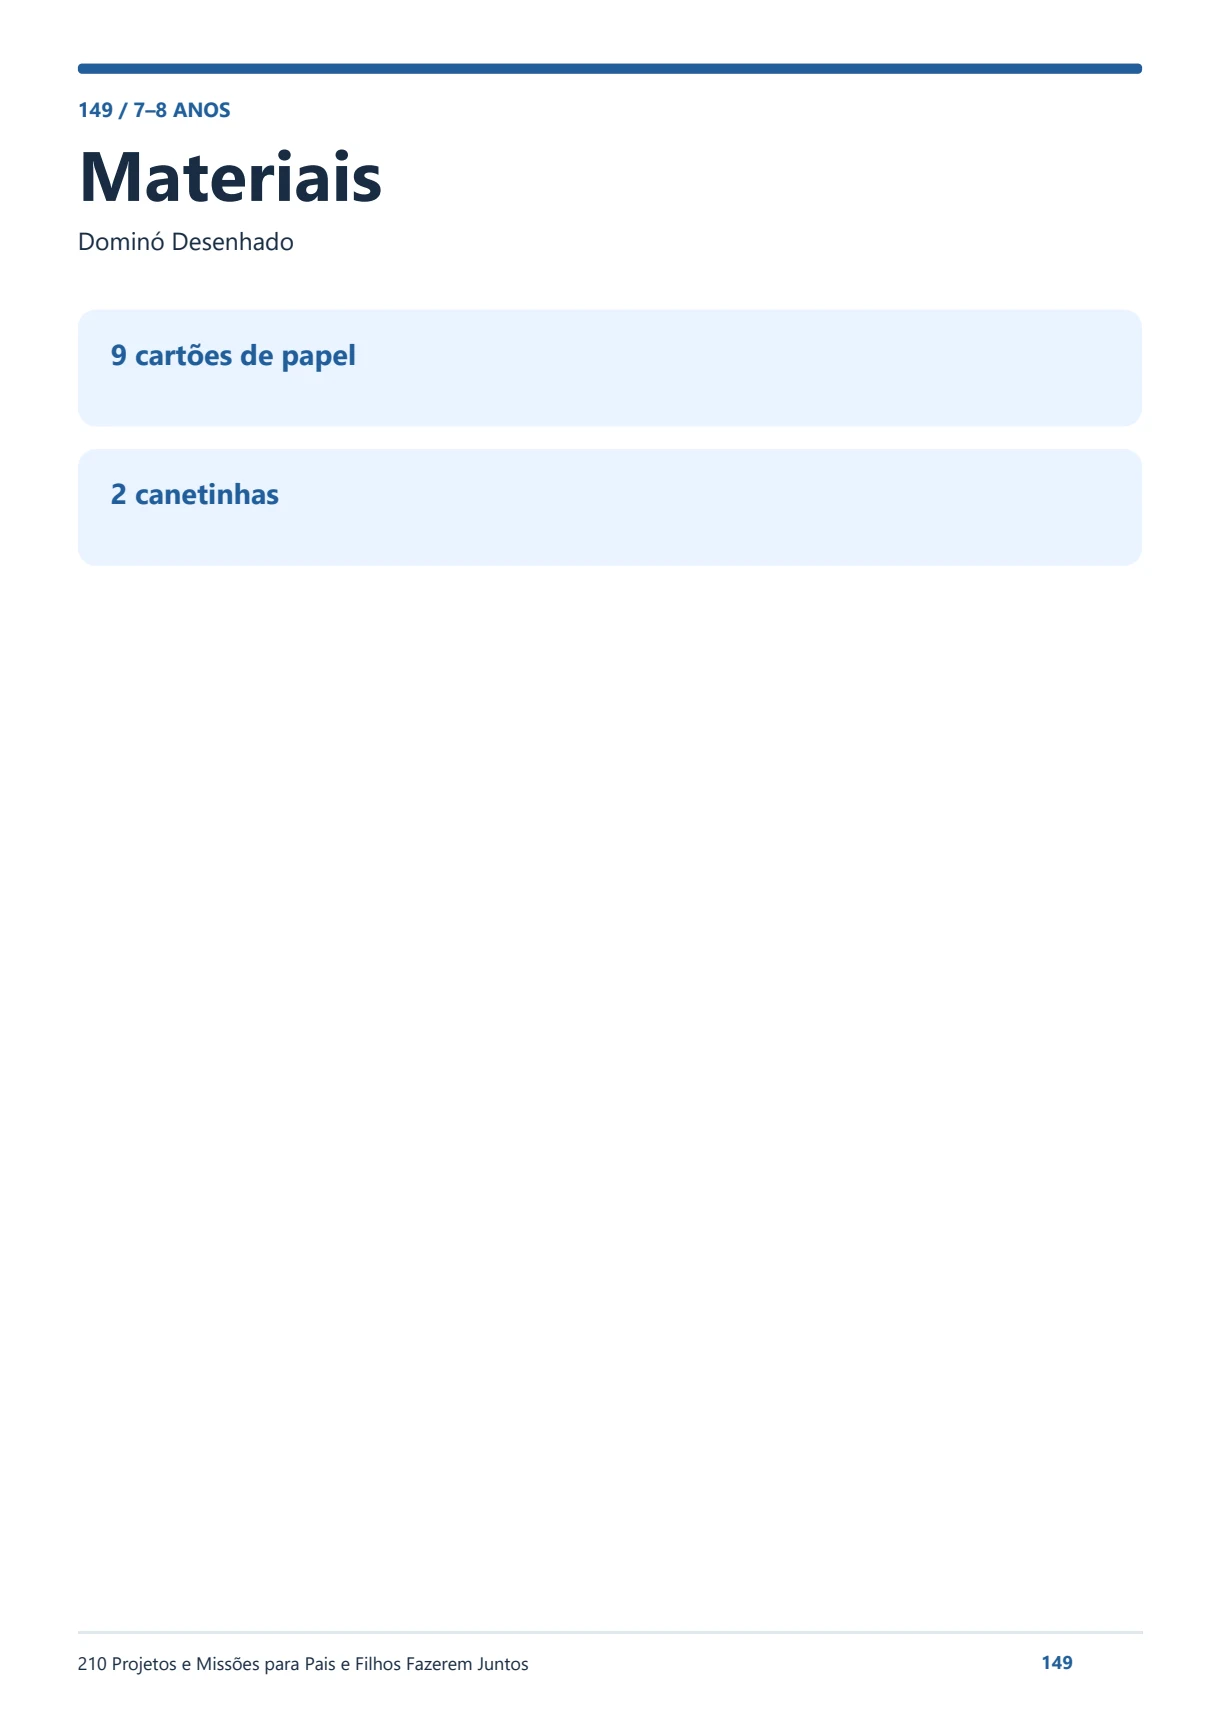 149 / 7–8 ANOS
Materiais
Dominó Desenhado
9 cartões de papel
2 canetinhas
210 Projetos e Missões para Pais e Filhos Fazerem Juntos
149